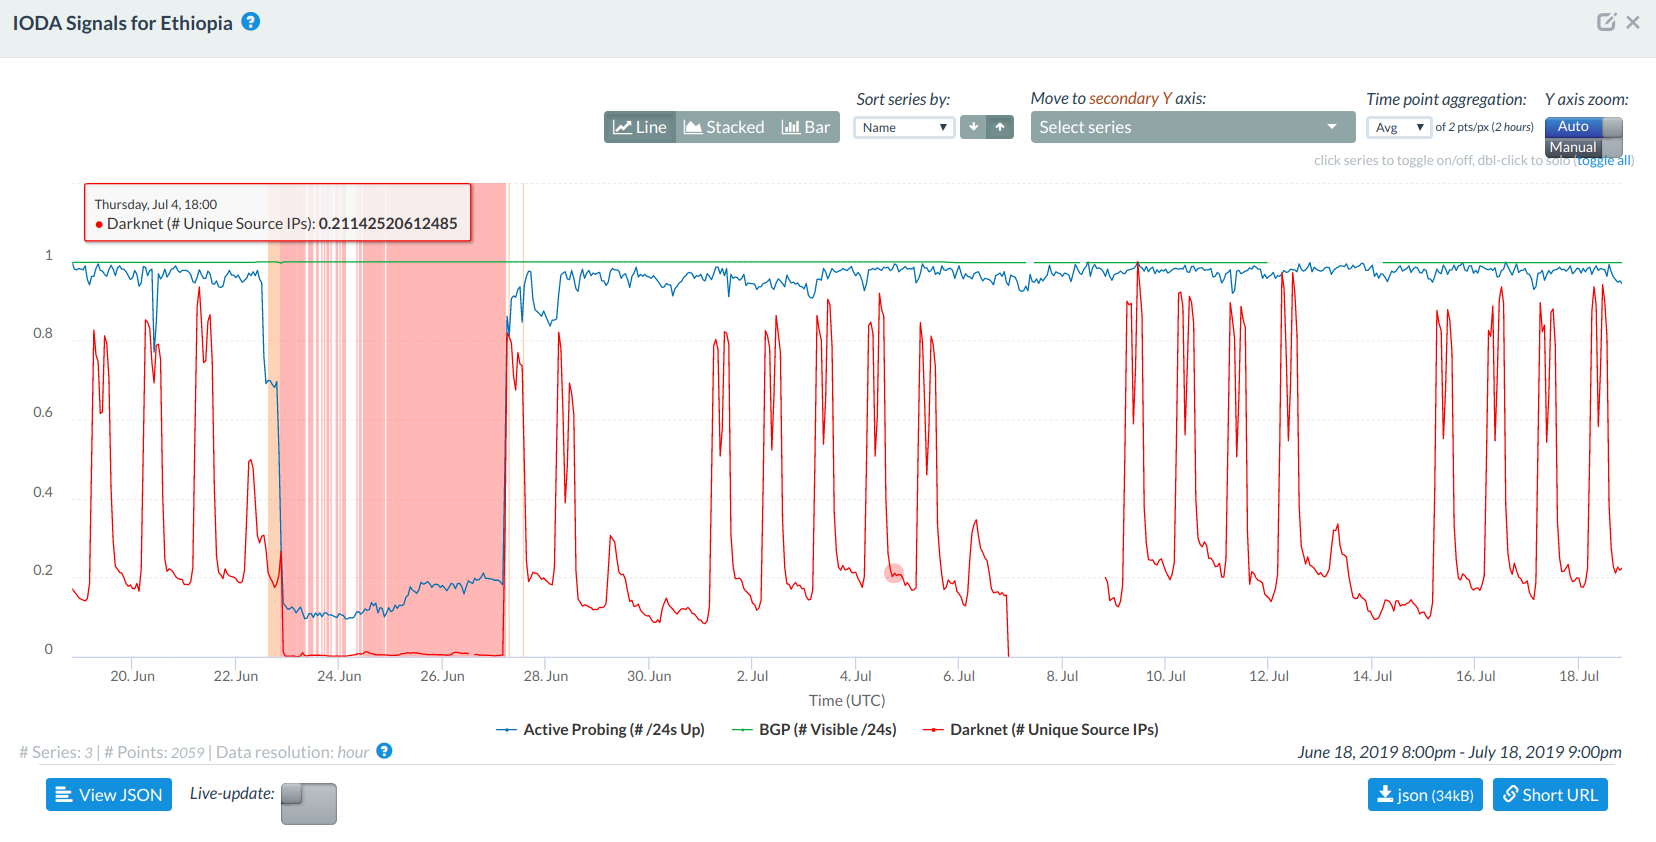 IODA Signals for Ethiopia ?
Sort series by: Move to secondary Y axis: Time point aggregation: Y axis zoom:
Line Stacked Bar Name Select series Avg of 2 pts/px (2 hours) Auto
Manual
click series to toggle on/off, dbl-click to solo (toggle all)
Thursday, Jul 4, 18:00
Darknet (# Unique Source IPs): 0.21142520612485
1
0.8
0.6
0.4
0.2
0
20. Jun 22. Jun 24. Jun 26. Jun 28. Jun 30. Jun 2. Jul 4. Jul 6. Jul 8. Jul 10. Jul 12. Jul 14. Jul 16. Jul 18. Jul
Time (UTC)
Active Probing (# /24s Up) BGP (# Visible /24s) Darknet (# Unique Source IPs)
# Series: 3 | # Points: 2059 | Data resolution: hour ? June 18, 2019 8:00pm - July 18, 2019 9:00pm
View JSON Live-update: json (34kB) Short URL